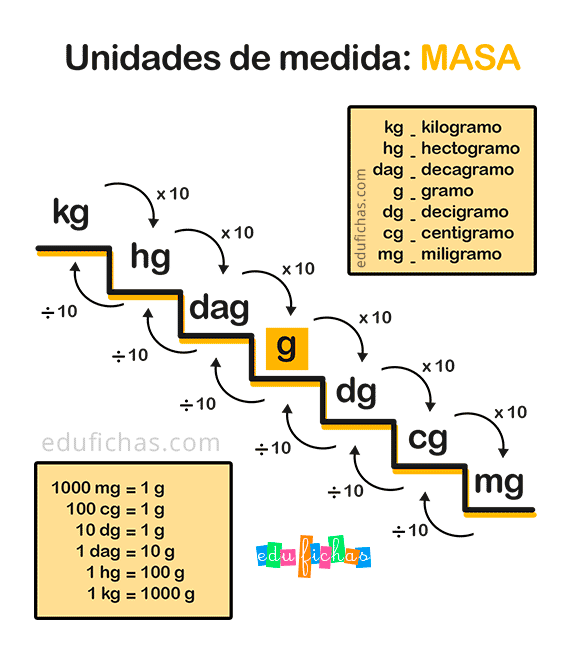 Unidades de medida: MASA
kg - kilogramo
hg - hectogramo
dag - decagramo
g - gramo
dg - decigramo
cg - centigramo
mg - miligramo
edufichas.com
kg
x 10
hg
x 10
dag
x 10
g
x 10
dg
x 10
cg
x 10
mg
÷10
÷10
÷10
÷10
÷10
÷10
edufichas.com
1000 mg = 1 g
100 cg = 1 g
10 dg = 1 g
1 dag = 10 g
1 hg = 100 g
1 kg = 1000 g
edufichas